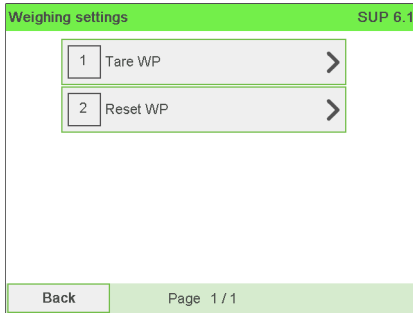 Weighing settings SUP 6.1
1 Tare WP
2 Reset WP
Back Page 1 / 1